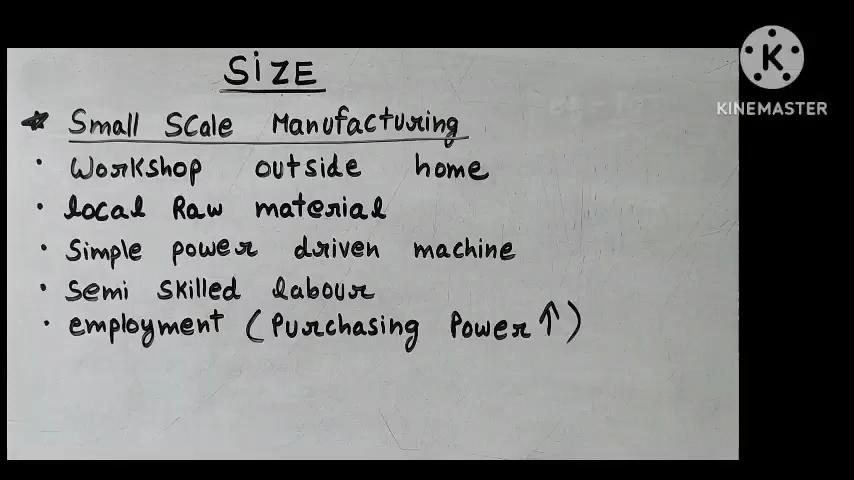 SIZE
* Small Scale Manufacturing
• Workshop outside home
• local Raw material
• Simple power driven machine
• Semi skilled labour
• employment (Purchasing Power ↑)
K
KINEMASTER